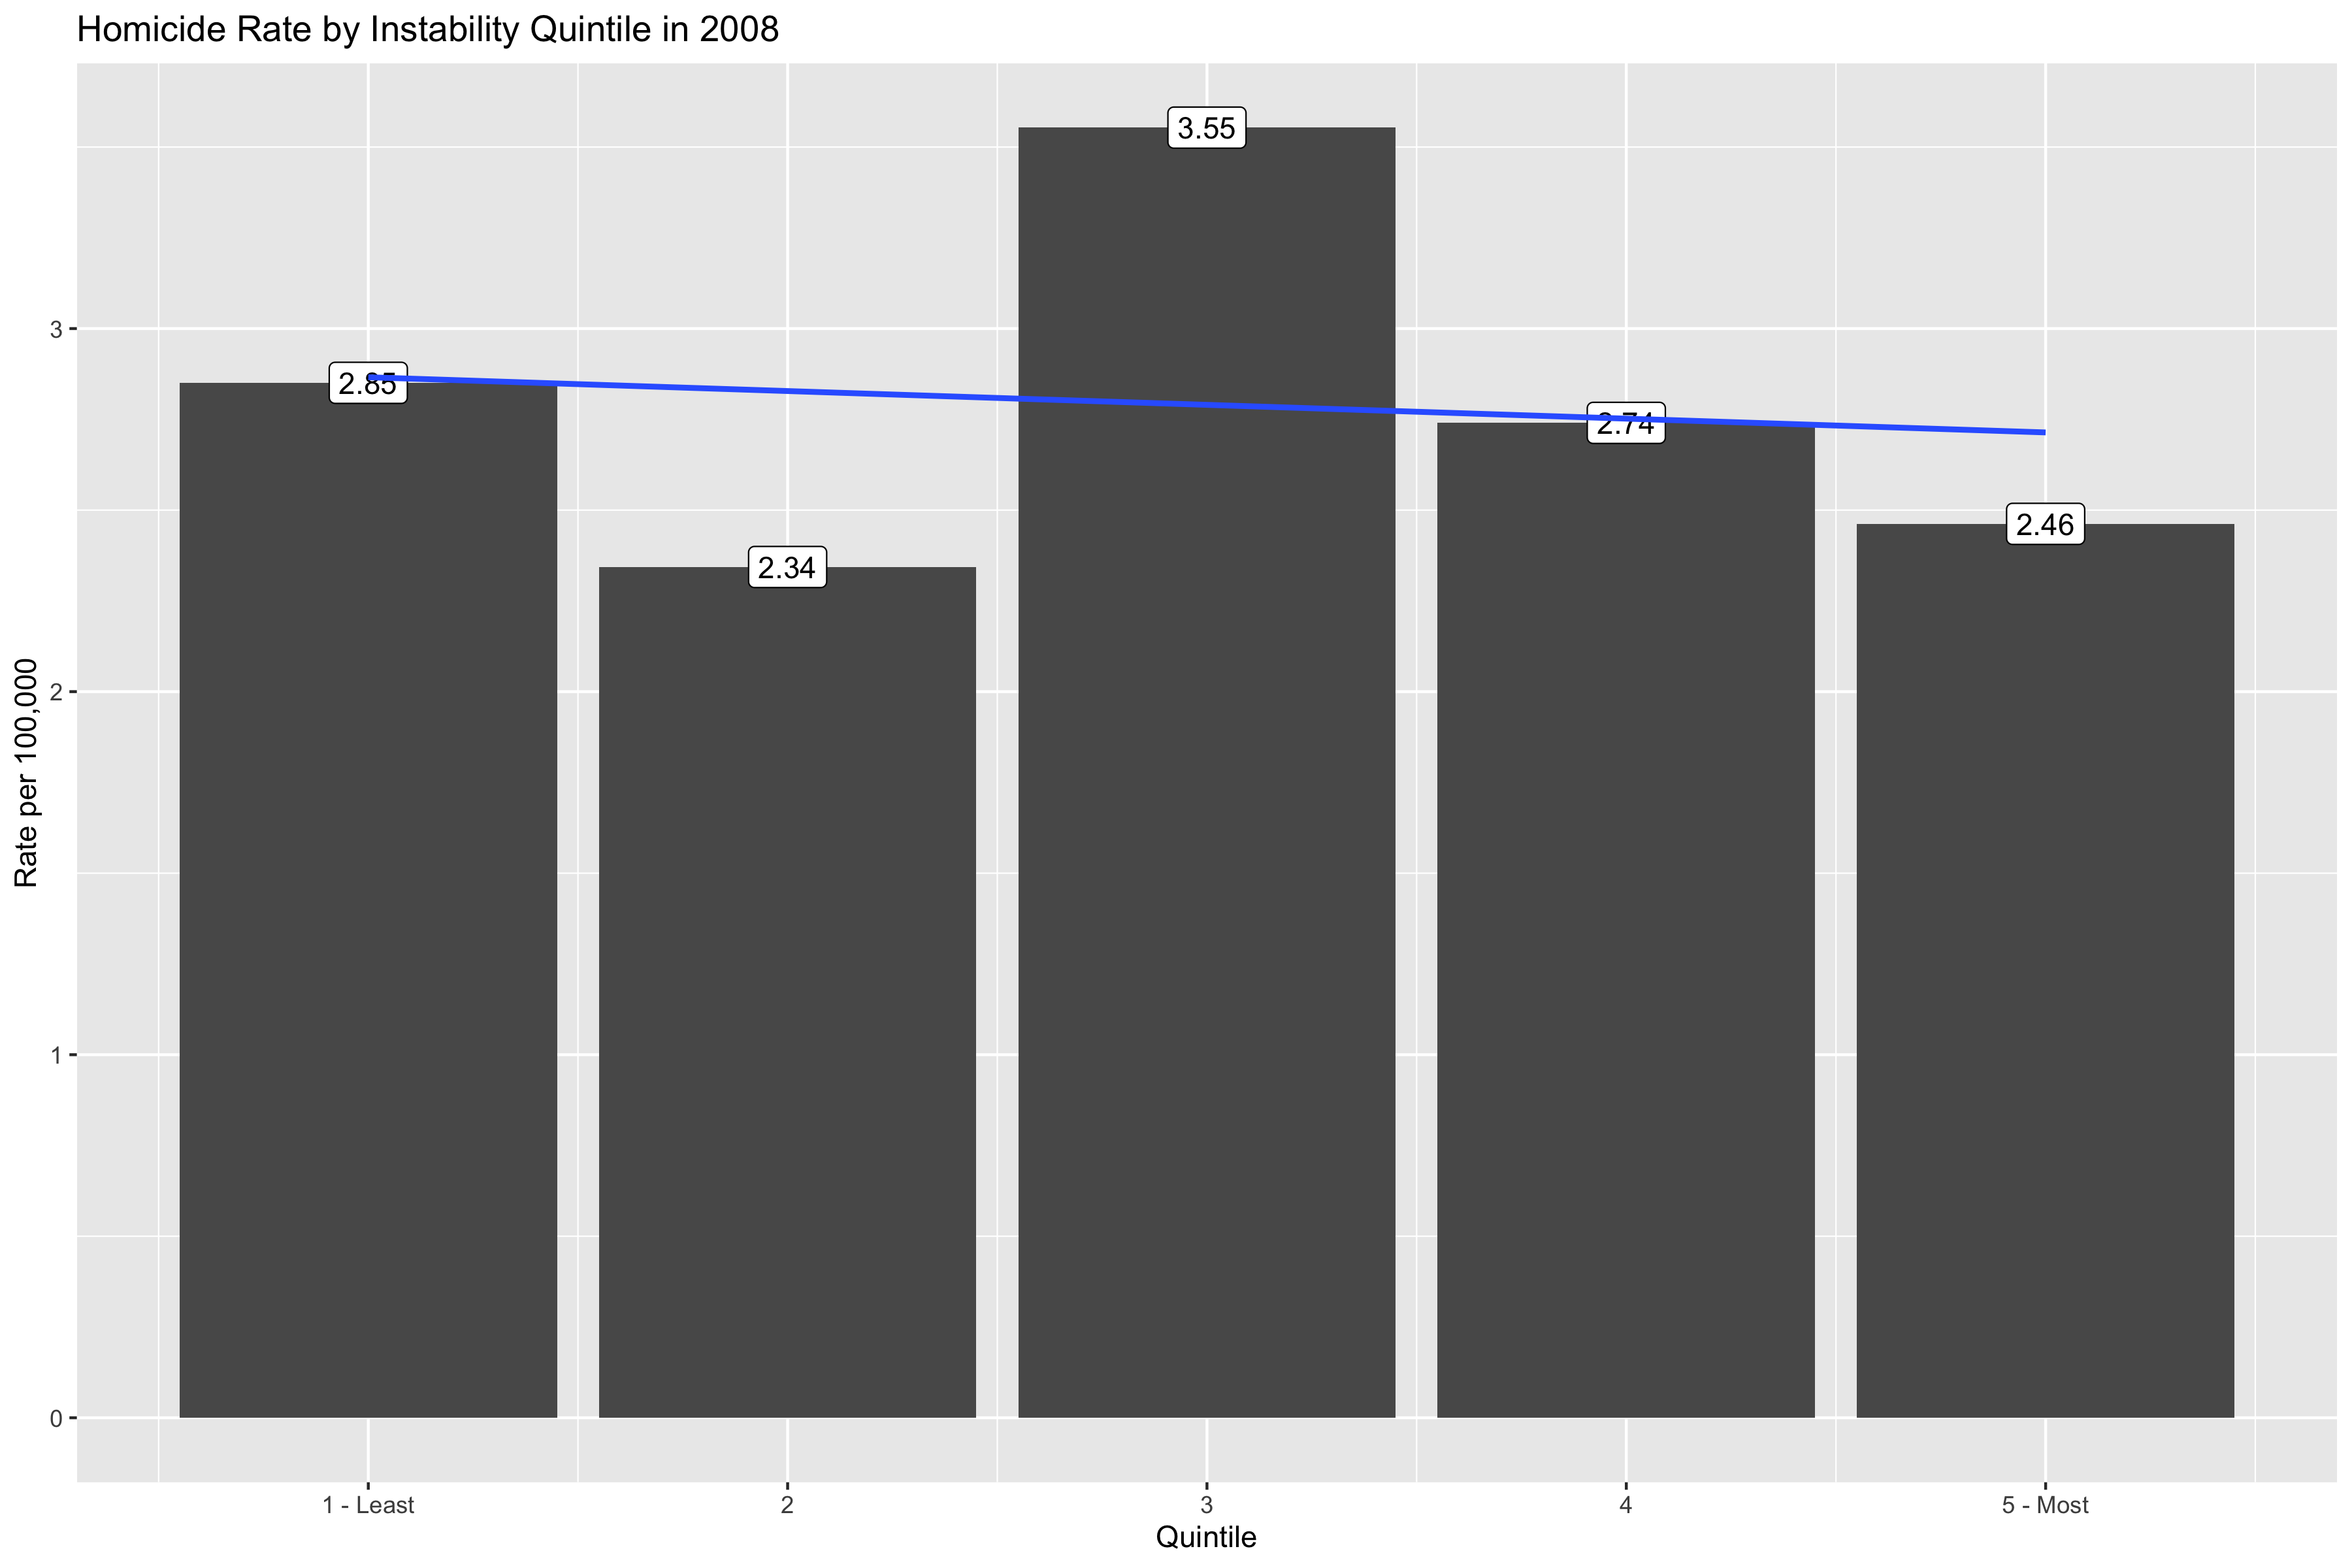 Homicide Rate by Instability Quintile in 2008
Rate per 100,000
3
2
1
0
2.85
2.34
3.55
2.74
2.46
1 - Least
2
3
4
5 - Most
Quintile